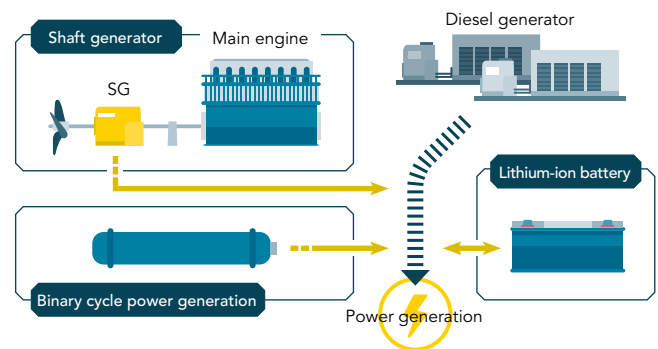 Diesel generator
Shaft generator
Main engine
SG
Lithium-ion battery
Binary cycle power generation
Power generation